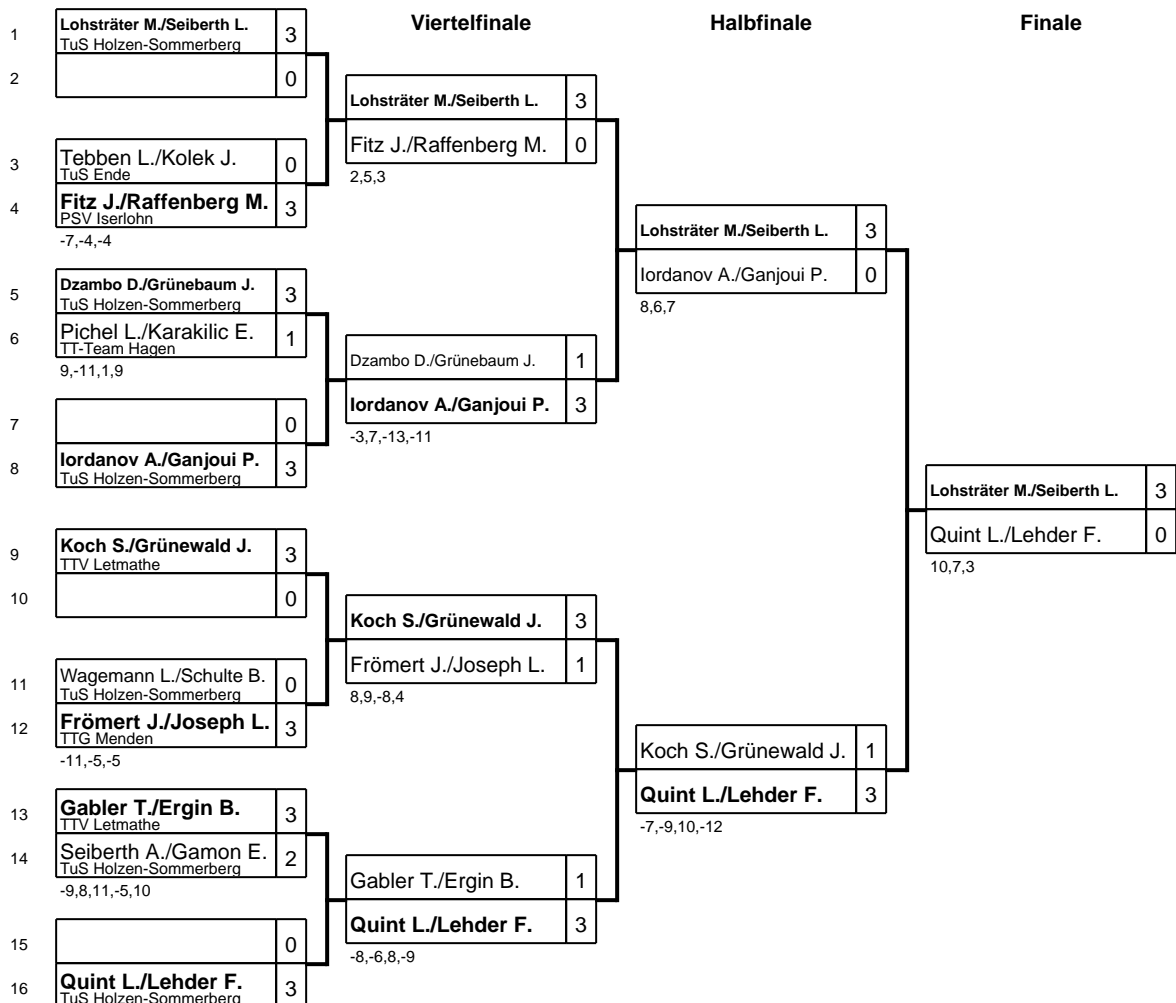 Viertelfinale
Halbfinale
Finale
1
Lohsträter M./Seiberth L. 3
TuS Holzen-Sommerberg
2
0
3
Tebben L./Kolek J. 0
TuS Ende
4
Fitz J./Raffenberg M. 3
PSV Iserlohn
-7,-4,-4
5
Dzambo D./Grünebaum J. 3
TuS Holzen-Sommerberg
6
Pichel L./Karakilic E. 1
TT-Team Hagen
9,-11,1,9
7
0
8
Iordanov A./Ganjoui P. 3
TuS Holzen-Sommerberg
9
Koch S./Grünewald J. 3
TTV Letmathe
10
0
11
Wagemann L./Schulte B. 0
TuS Holzen-Sommerberg
12
Frömert J./Joseph L. 3
TTG Menden
-11,-5,-5
13
Gabler T./Ergin B. 3
TTV Letmathe
14
Seiberth A./Gamon E. 2
TuS Holzen-Sommerberg
-9,8,11,-5,10
15
0
16
Quint L./Lehder F. 3
TuS Holzen-Sommerberg
Lohsträter M./Seiberth L. 3
Fitz J./Raffenberg M. 0
2,5,3
Dzambo D./Grünebaum J. 1
Iordanov A./Ganjoui P. 3
-3,7,-13,-11
Koch S./Grünewald J. 3
Frömert J./Joseph L. 1
8,9,-8,4
Gabler T./Ergin B. 1
Quint L./Lehder F. 3
-8,-6,8,-9
Lohsträter M./Seiberth L. 3
Iordanov A./Ganjoui P. 0
8,6,7
Koch S./Grünewald J. 1
Quint L./Lehder F. 3
-7,-9,10,-12
Lohsträter M./Seiberth L. 3
Quint L./Lehder F. 0
10,7,3